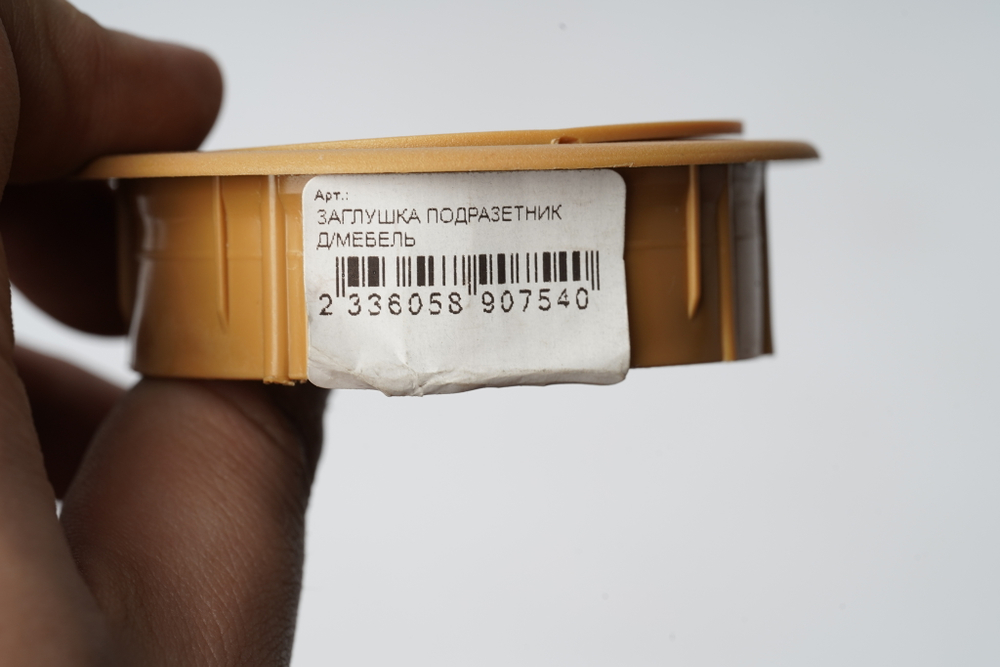 Арт.:
ЗАГЛУШКА ПОДРАЗЕТНИК
Д/МЕБЕЛЬ
2 336058 907540